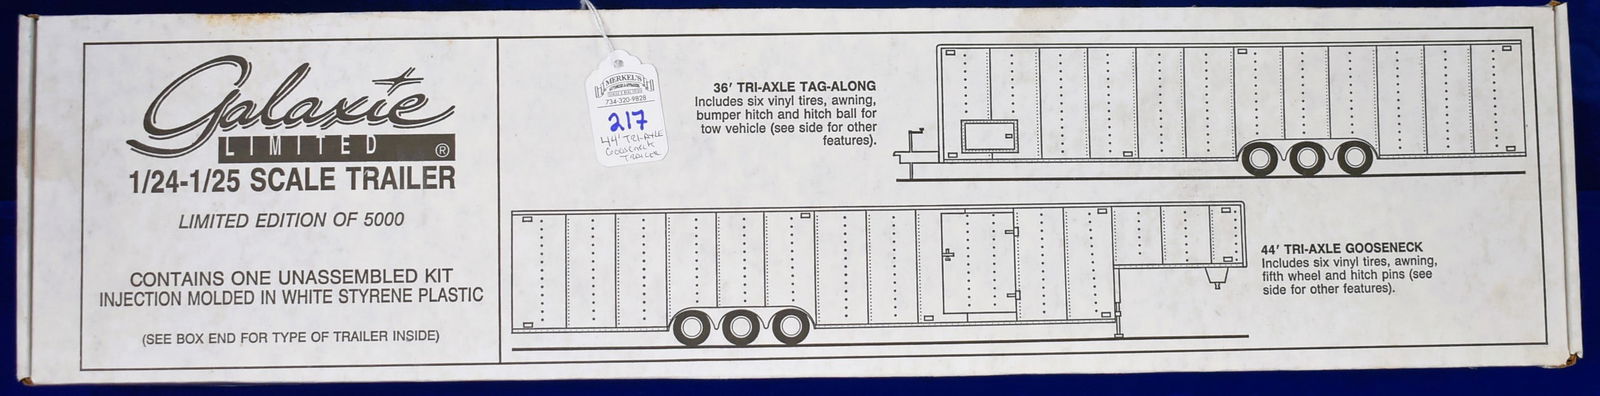 Galaxie
LIMITED ®
1/24-1/25 SCALE TRAILER
LIMITED EDITION OF 5000
CONTAINS ONE UNASSEMBLED KIT
INJECTION MOLDED IN WHITE STYRENE PLASTIC
(SEE BOX END FOR TYPE OF TRAILER INSIDE)
MERKEL'S
734-320-9828
217
44' TRI-AXLE
GOOSENECK
TRAILER
36' TRI-AXLE TAG-ALONG
Includes six vinyl tires, awning,
bumper hitch and hitch ball for
tow vehicle (see side for other
features).
44' TRI-AXLE GOOSENECK
Includes six vinyl tires, awning,
fifth wheel and hitch pins (see
side for other features).